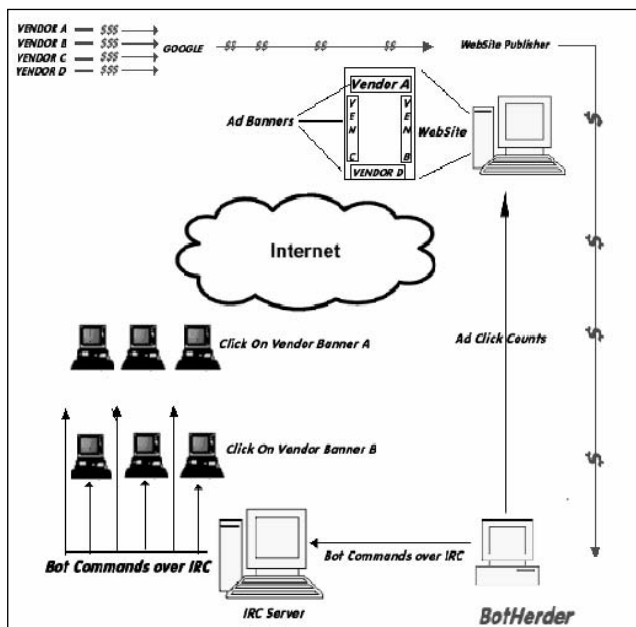 VENDOR A $$$
VENDOR B $$$
VENDOR C $$$
VENDOR D $$$
GOOGLE $$ $$ $$ $$ WebSite Publisher
Vendor A
Ad Banners
VEN C
VEN B
WebSite
VENDOR D
$
$
$
$
Internet
Click On Vendor Banner A
Ad Click Counts
Click On Vendor Banner B
Bot Commands over IRC
Bot Commands over IRC
IRC Server
BotHerder